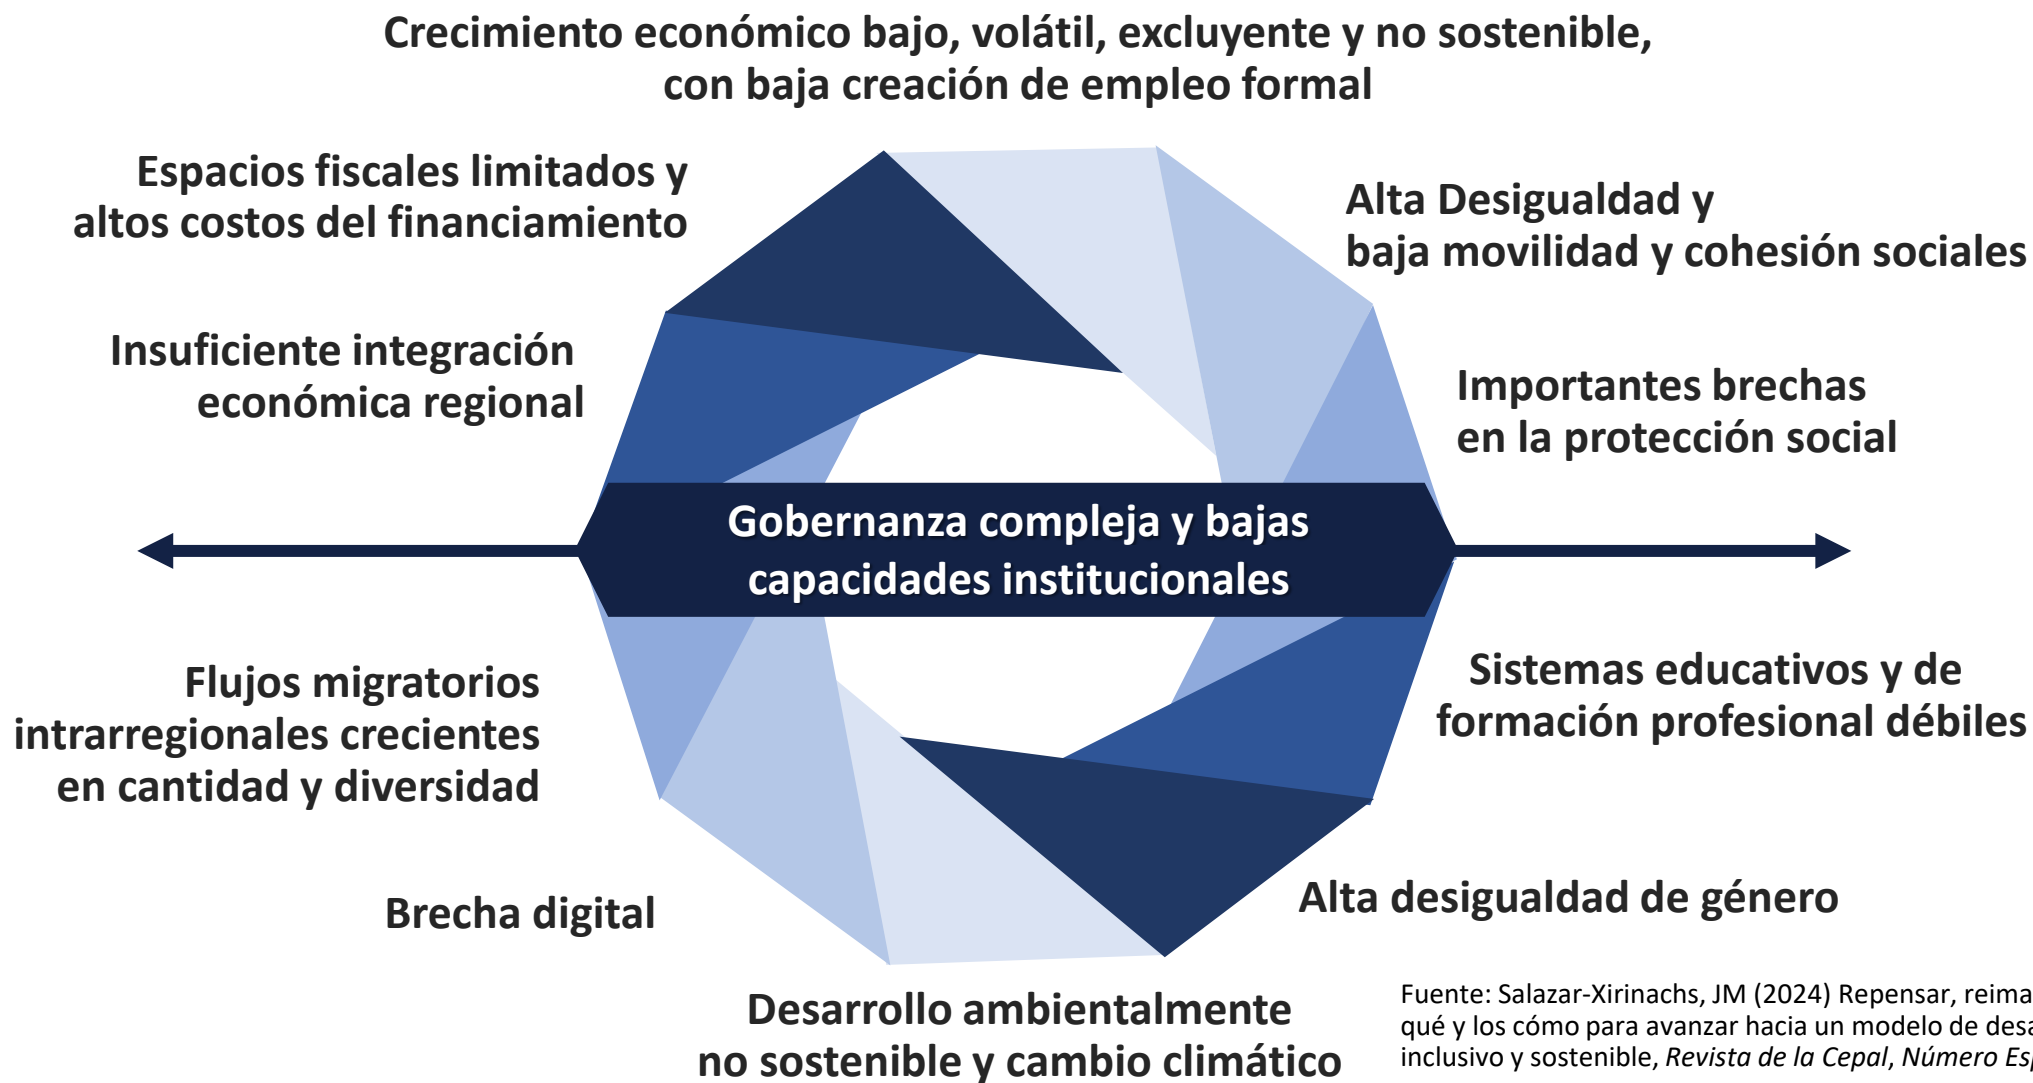 Crecimiento económico bajo, volátil, excluyente y no sostenible,
con baja creación de empleo formal
Espacios fiscales limitados y
altos costos del financiamiento
Alta Desigualdad y
baja movilidad y cohesión sociales
Insuficiente integración
económica regional
Importantes brechas
en la protección social
Gobernanza compleja y bajas
capacidades institucionales
Flujos migratorios
intrarregionales crecientes
en cantidad y diversidad
Sistemas educativos y de
formación profesional débiles
Brecha digital
Alta desigualdad de género
Desarrollo ambientalmente
no sostenible y cambio climático
Fuente: Salazar-Xirinachs, JM (2024) Repensar,
qué y los cómo para avanzar hacia un modelo de
inclusivo y sostenible, Revista de la Cepal, Número